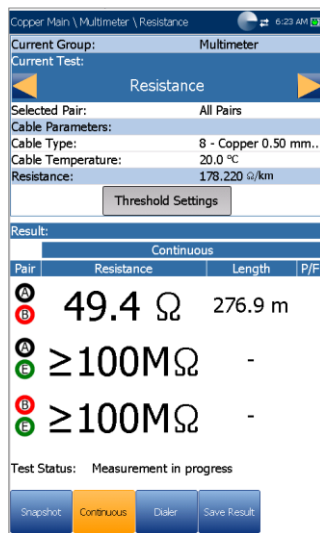 Copper Main \ Multimeter \ Resistance 6:23 AM
Current Group: Multimeter
Current Test:
Resistance
Selected Pair: All Pairs
Cable Parameters:
Cable Type: 8 - Copper 0.50 mm..
Cable Temperature: 20.0 °C
Resistance: 178.220 Ω/km
Threshold Settings
Result:
Continuous
Pair Resistance Length P/F
A B 49.4 Ω 276.9 m
A E ≥100MΩ -
B E ≥100MΩ -
Test Status: Measurement in progress
Snapshot Continuous Dialer Save Result